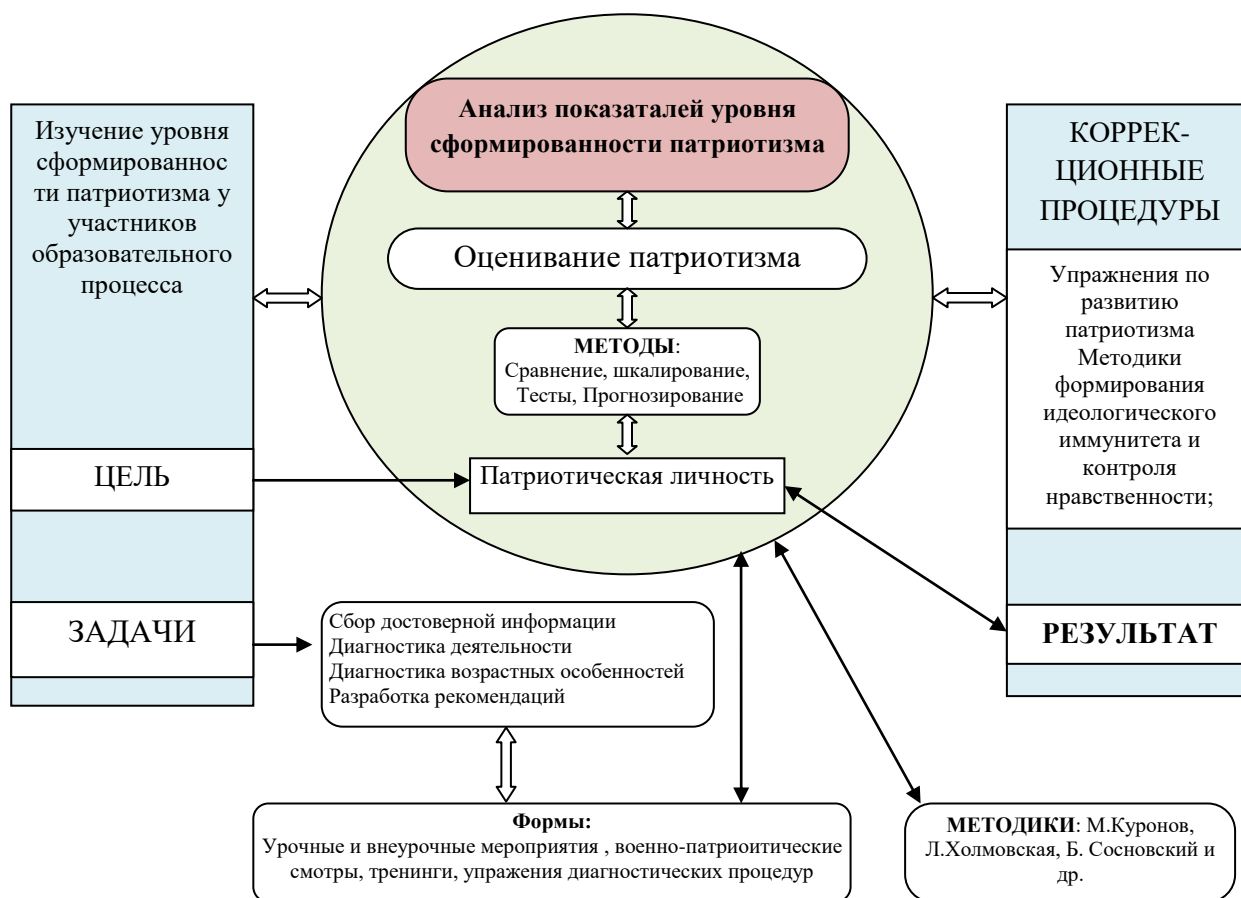 Изучение уровня
сформированнос
ти патриотизма у
участников
образовательного
процесса
ЦЕЛЬ
ЗАДАЧИ
Анализ показаталей уровня
сформированности патриотизма
Оценивание патриотизма
МЕТОДЫ:
Сравнение, шкалирование,
Тесты, Прогнозирование
Патриотическая личность
КОРРЕК-
ЦИОННЫЕ
ПРОЦЕДУРЫ
Упражнения по
развитию
патриотизма
Методики
формирования
идеологического
иммунитета и
контроля
нравственности;
РЕЗУЛЬТАТ
Сбор достоверной информации
Диагностика деятельности
Диагностика возрастных особенностей
Разработка рекомендаций
Формы:
Урочные и внеурочные мероприятия , военно-патриоитические
смотры, тренинги, упражения диагностических процедур
МЕТОДИКИ: М.Куронов,
Л.Холмовская, Б. Сосновский и
др.